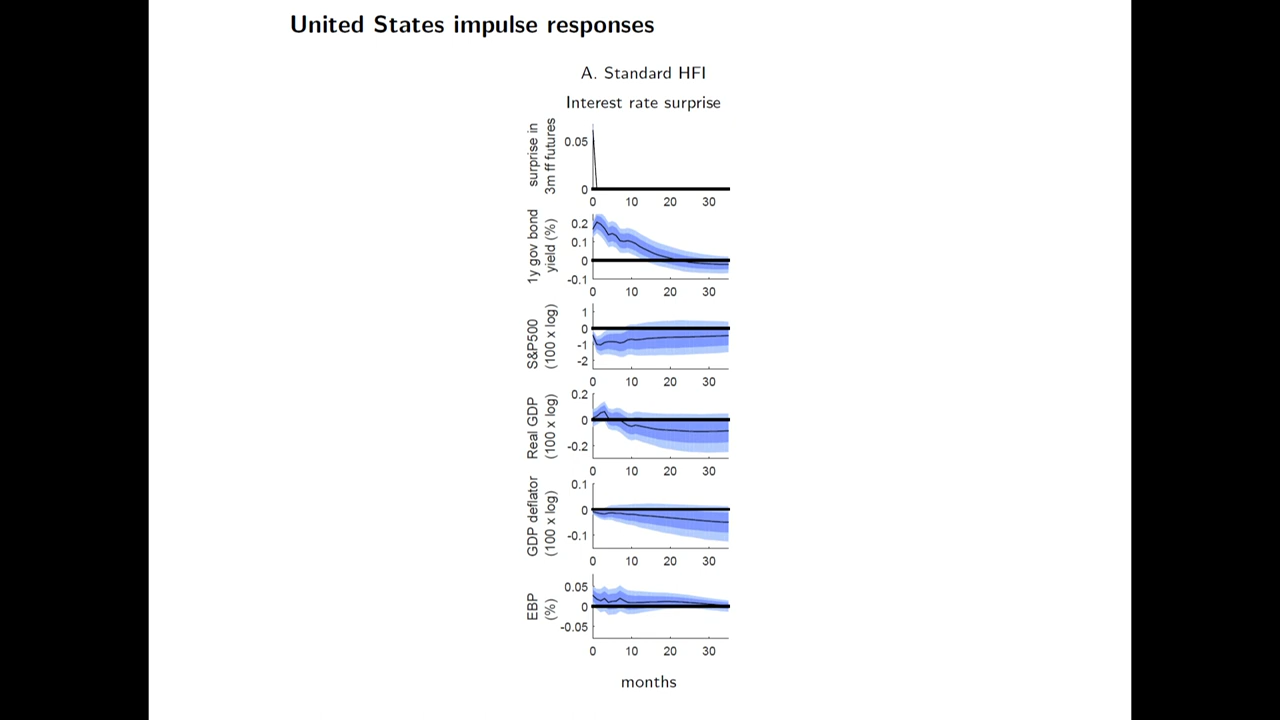 United States impulse responses
A. Standard HFI
Interest rate surprise
surprise in
3m ff futures
0.05
0
0 10 20 30
1y gov bond
yield (%)
0.2
0.1
0
-0.1
0 10 20 30
S&P500
(100 x log)
1
0
-1
-2
0 10 20 30
Real GDP
(100 x log)
0.2
0
-0.2
0 10 20 30
GDP deflator
(100 x log)
0.1
0
-0.1
0 10 20 30
EBP
(%)
0.05
0
-0.05
0 10 20 30
months